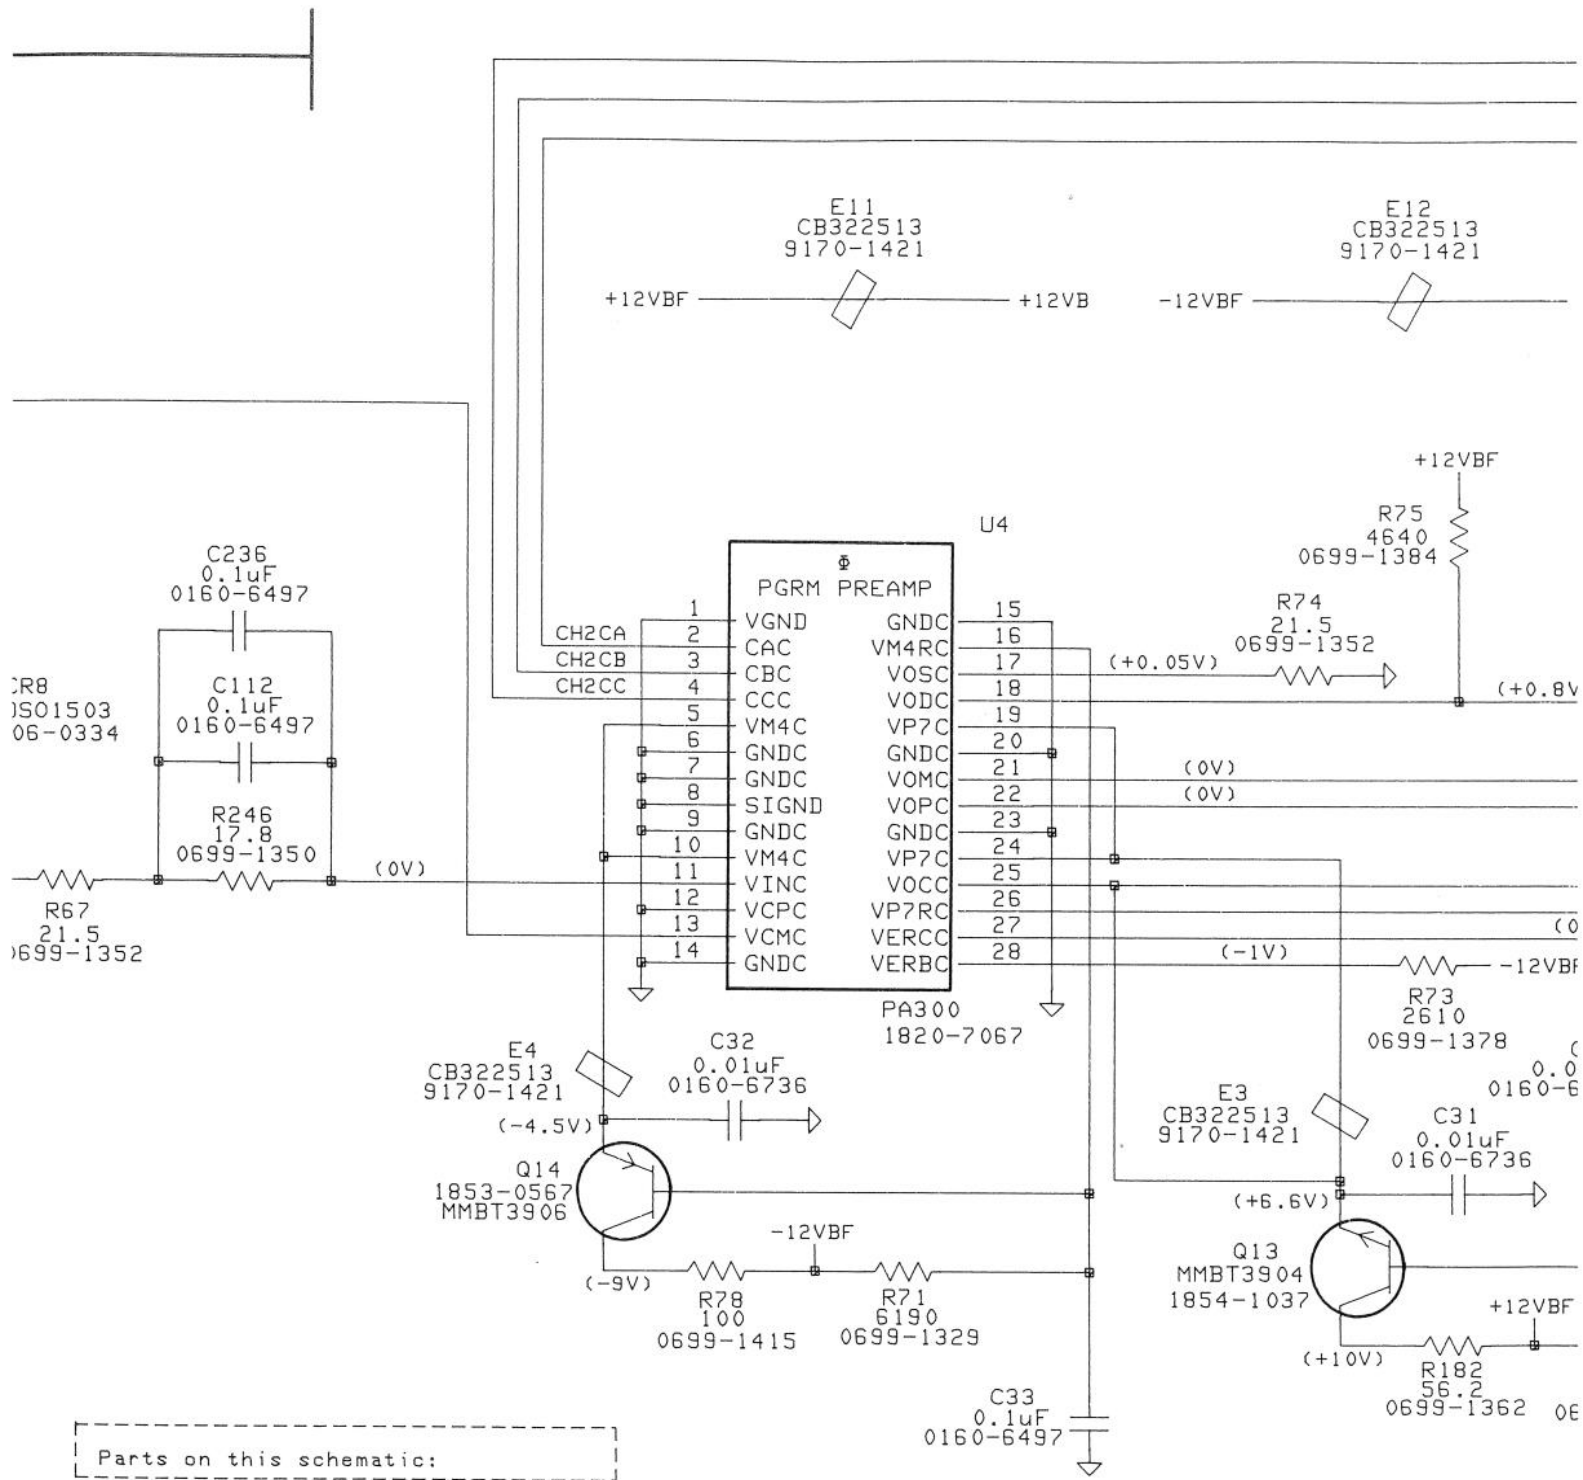 E11
CB322513
9170-1421
+12VBF
+12VB
E12
CB322513
9170-1421
-12VBF
+12VBF
R75
4640
0699-1384
C236
0.1uF
0160-6497
C112
0.1uF
0160-6497
R246
17.8
0699-1350
CR8
06-0334
R67
21.5
0699-1352
(0V)
U4
Φ
PGRM PREAMP
CH2CA
CH2CB
CH2CC
1 VGND
2 CAC
3 CBC
4 CCC
5 VM4C
6 GNDC
7 GNDC
8 SIGND
9 GNDC
10 VM4C
11 VINC
12 VCPC
13 VCMC
14 GNDC
GNDC 15
VM4RC 16
VOSC 17
VODC 18
VP7C 19
GNDC 20
VOMC 21
VOPC 22
GNDC 23
VP7C 24
VOCC 25
VP7RC 26
VERCC 27
VERBC 28
PA300
1820-7067
R74
21.5
0699-1352
(+0.05V)
(+0.8V
(0V)
(0V)
(-1V)
-12VBF
R73
2610
0699-1378
E4
CB322513
9170-1421
C32
0.01uF
0160-6736
(-4.5V)
Q14
1853-0567
MMBT3906
-12VBF
(-9V)
R78
100
0699-1415
R71
6190
0699-1329
C33
0.1uF
0160-6497
E3
CB322513
9170-1421
C31
0.01uF
0160-6736
(+6.6V)
Q13
MMBT3904
1854-1037
+12VBF
(+10V)
R182
56.2
0699-1362
Parts on this schematic: